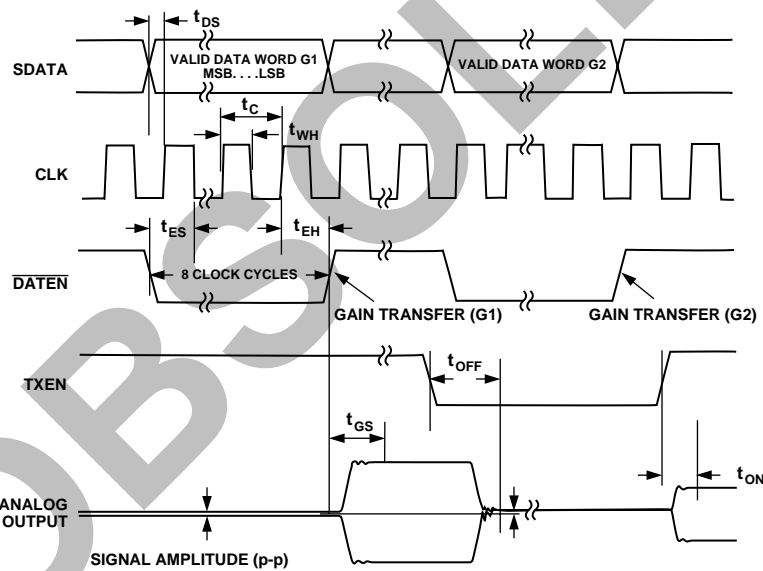 tDS
SDATA
VALID DATA WORD G1
MSB. . . .LSB
VALID DATA WORD G2
tC
tWH
CLK
tES
tEH
DATEN
8 CLOCK CYCLES
GAIN TRANSFER (G1)
GAIN TRANSFER (G2)
TXEN
tOFF
tGS
tON
ANALOG
OUTPUT
SIGNAL AMPLITUDE (p-p)
OBSOLE